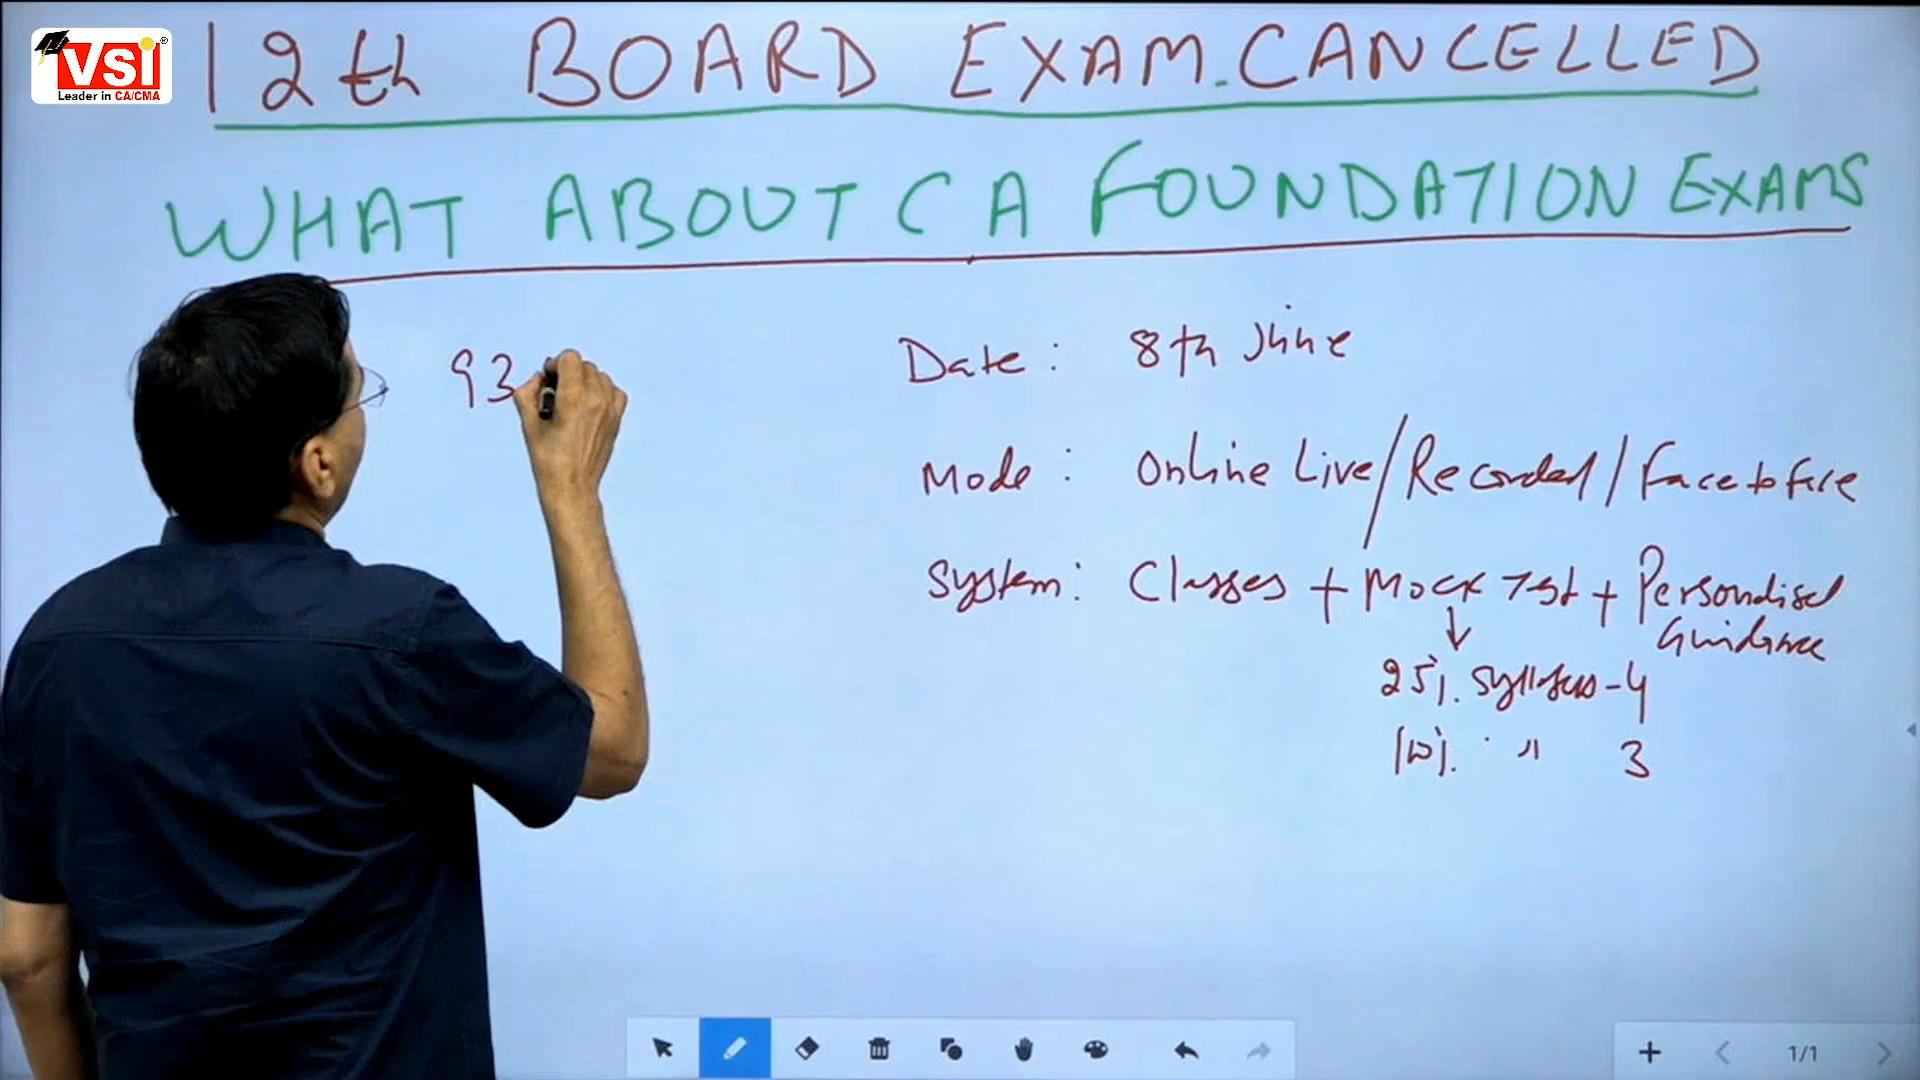 VSI®
Leader in CA/CMA
12th BOARD EXAM. CANCELLED
WHAT ABOUT CA FOUNDATION EXAMS
93
Date : 8th June
Mode : Online Live/Recorded/Face to face
System : Classes + Mock Test + Personalised Guidance
↓
25%. Syllabus - 4
100%. " 3
1/1